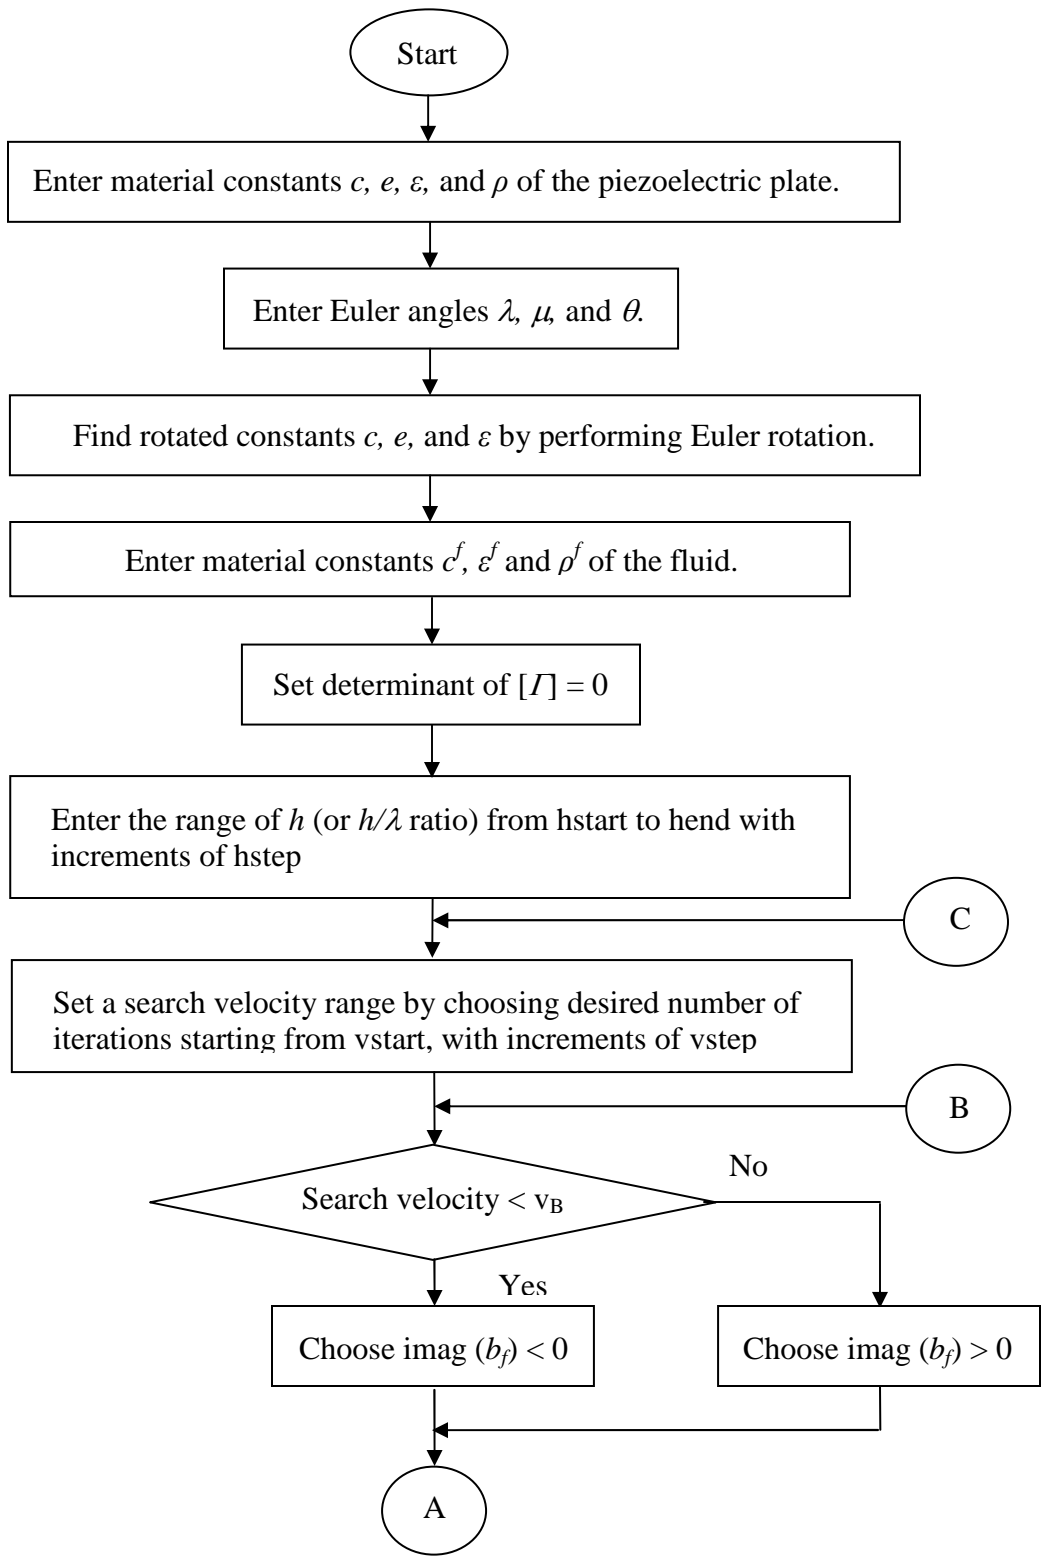 Start
Enter material constants c, e, ε, and ρ of the piezoelectric plate.
Enter Euler angles λ, μ, and θ.
Find rotated constants c, e, and ε by performing Euler rotation.
Enter material constants cᶠ, εᶠ and ρᶠ of the fluid.
Set determinant of [Γ] = 0
Enter the range of h (or h/λ ratio) from hstart to hend with
increments of hstep
C
Set a search velocity range by choosing desired number of
iterations starting from vstart, with increments of vstep
B
No
Search velocity < v_B
Yes
Choose imag (b_f) < 0
Choose imag (b_f) > 0
A